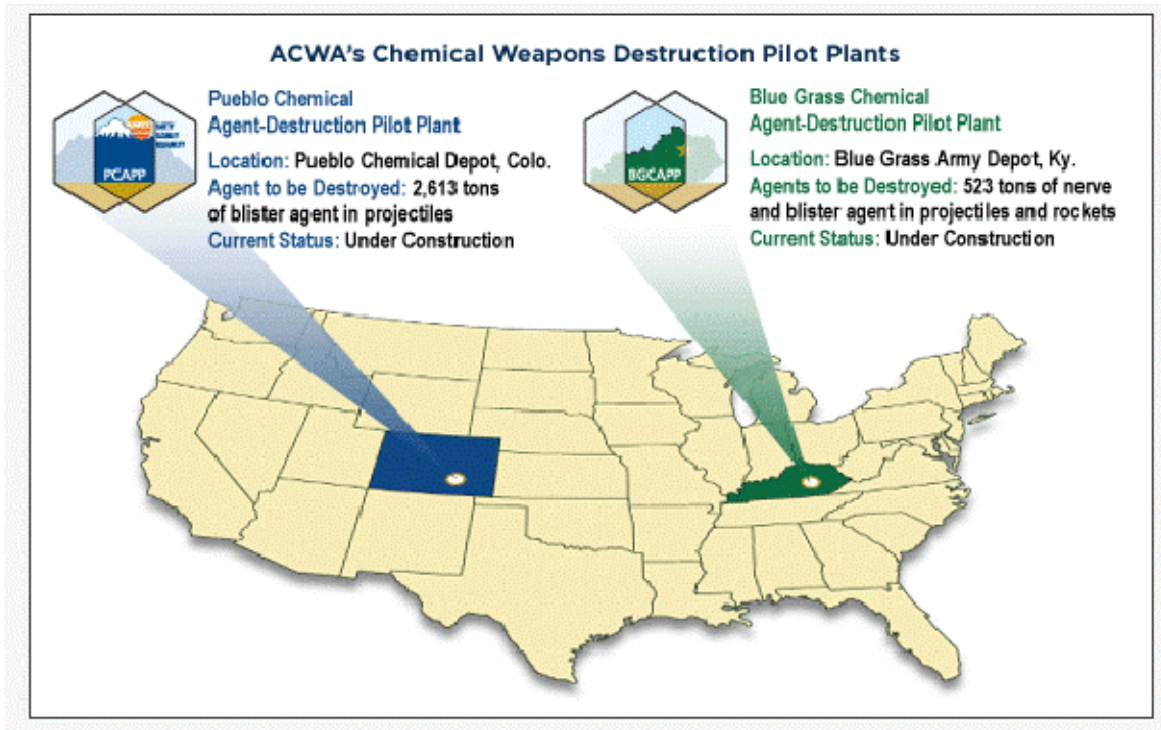 ACWA's Chemical Weapons Destruction Pilot Plants
Pueblo Chemical
Agent-Destruction Pilot Plant
Location: Pueblo Chemical Depot, Colo.
Agent to be Destroyed: 2,613 tons
of blister agent in projectiles
Current Status: Under Construction
PCAPP
Blue Grass Chemical
Agent-Destruction Pilot Plant
Location: Blue Grass Army Depot, Ky.
Agents to be Destroyed: 523 tons of nerve
and blister agent in projectiles and rockets
Current Status: Under Construction
BGCAPP